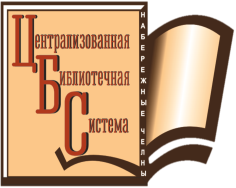 Централизованная
Библиотечная
Система
НАБЕРЕЖНЫЕ ЧЕЛНЫ